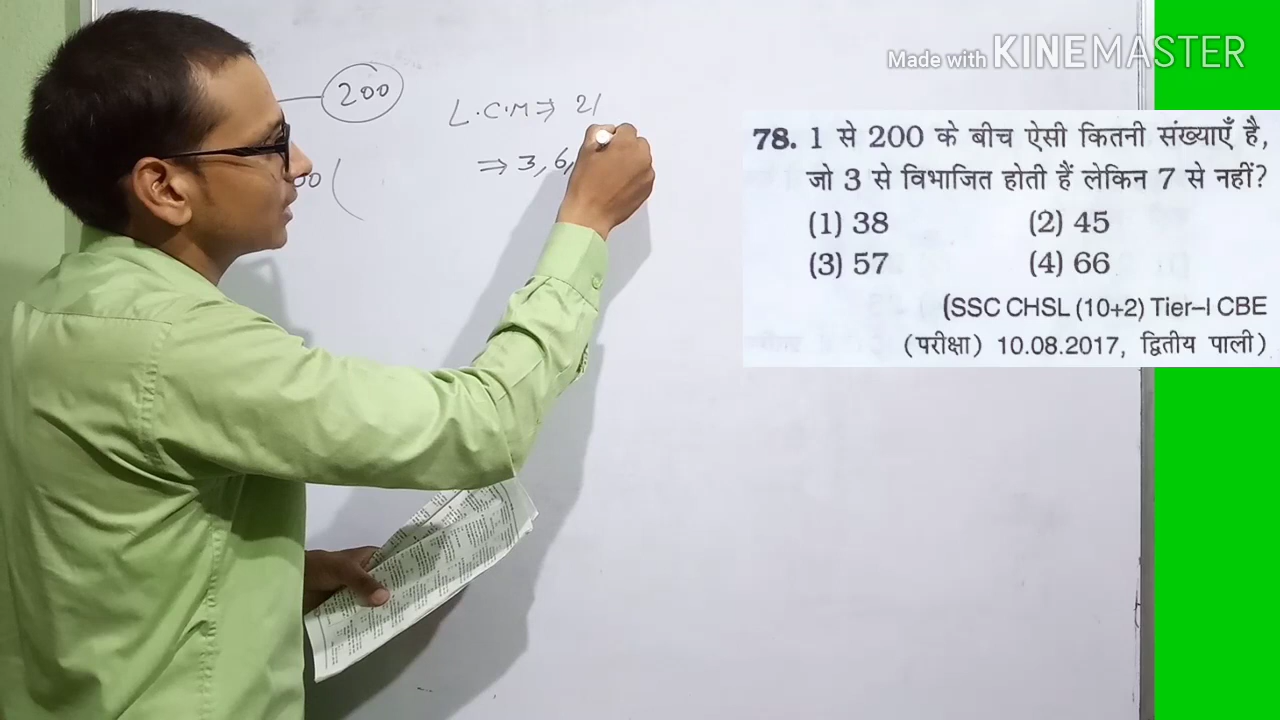 Made with KINEMASTER
200
L.C.M ⇒ 21
⇒ 3, 6,
00(
78. 1 से 200 के बीच ऐसी कितनी संख्याएँ है,
जो 3 से विभाजित होती हैं लेकिन 7 से नहीं?
(1) 38 (2) 45
(3) 57 (4) 66
(SSC CHSL (10+2) Tier–I CBE
(परीक्षा) 10.08.2017, द्वितीय पाली)